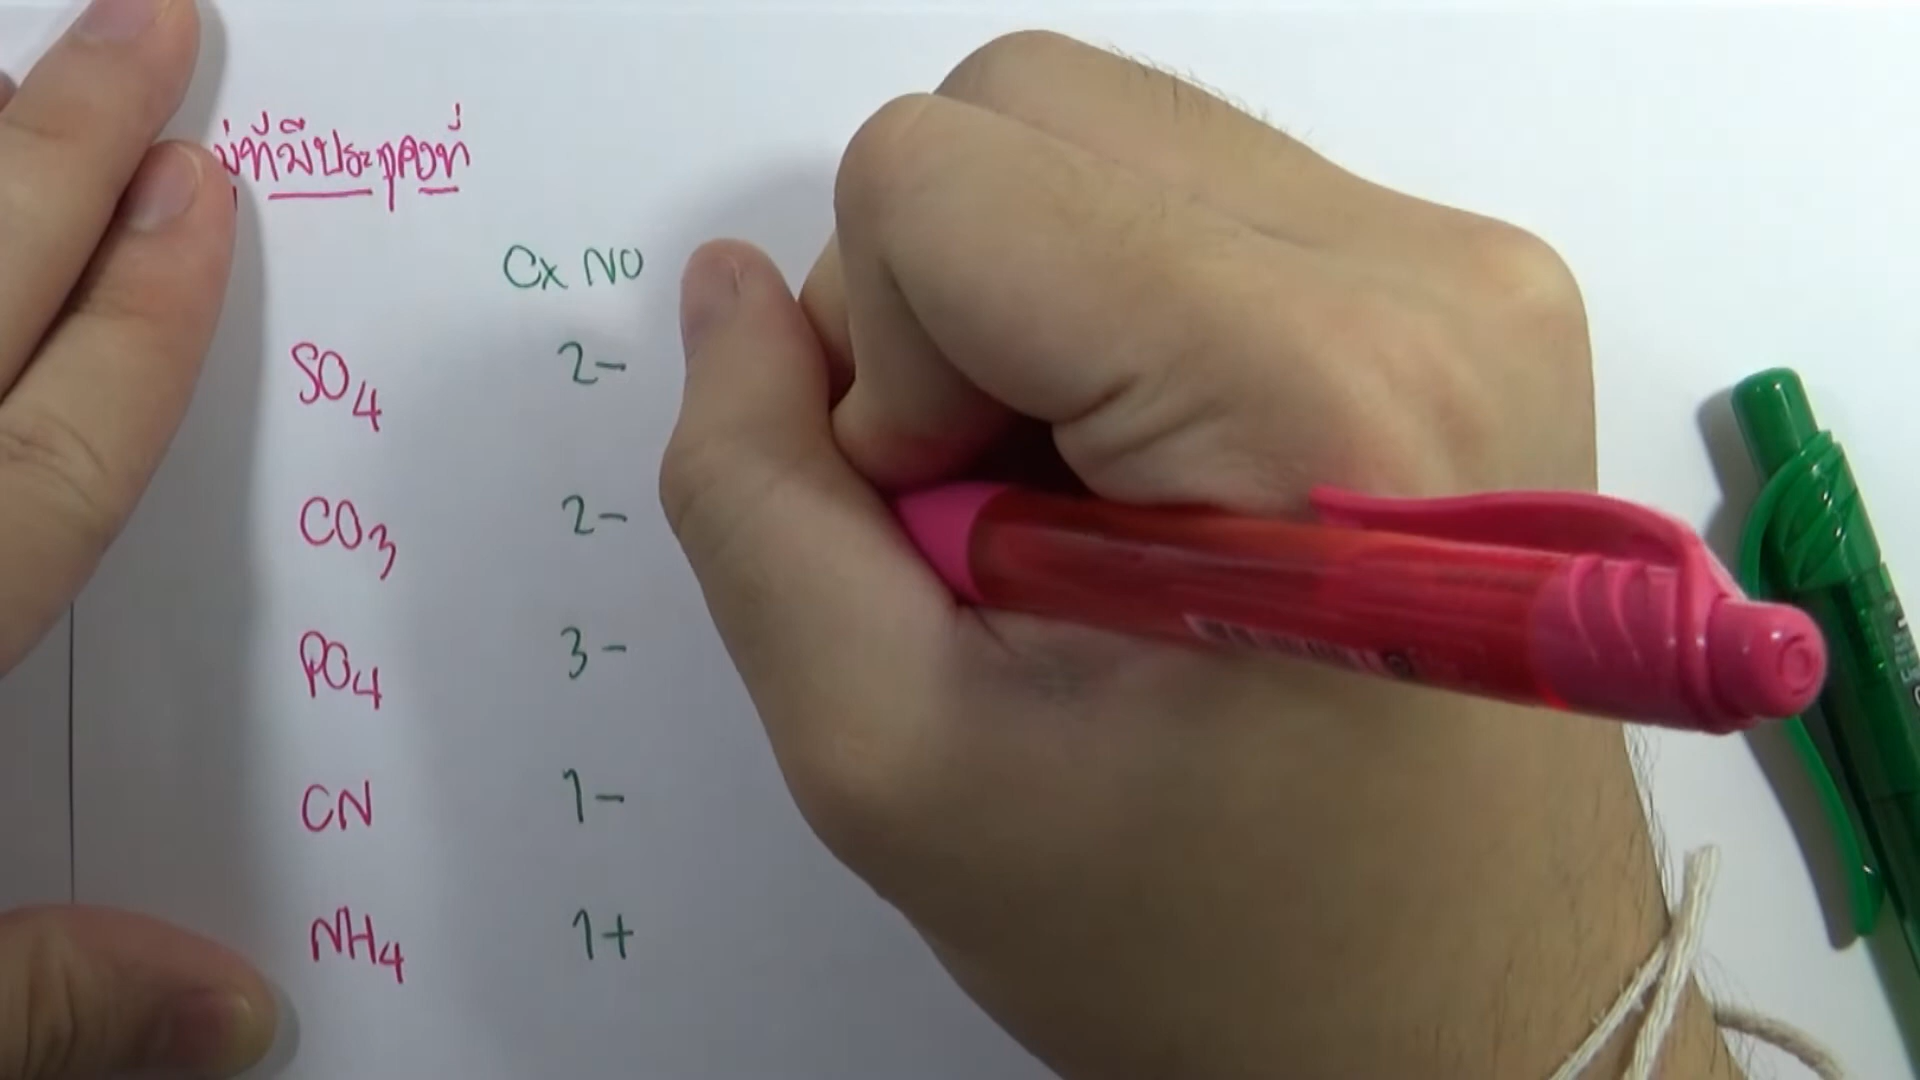 มู่ที่มีประจุคงที่
Ox NO
SO4 2-
CO3 2-
PO4 3-
CN 1-
NH4 1+